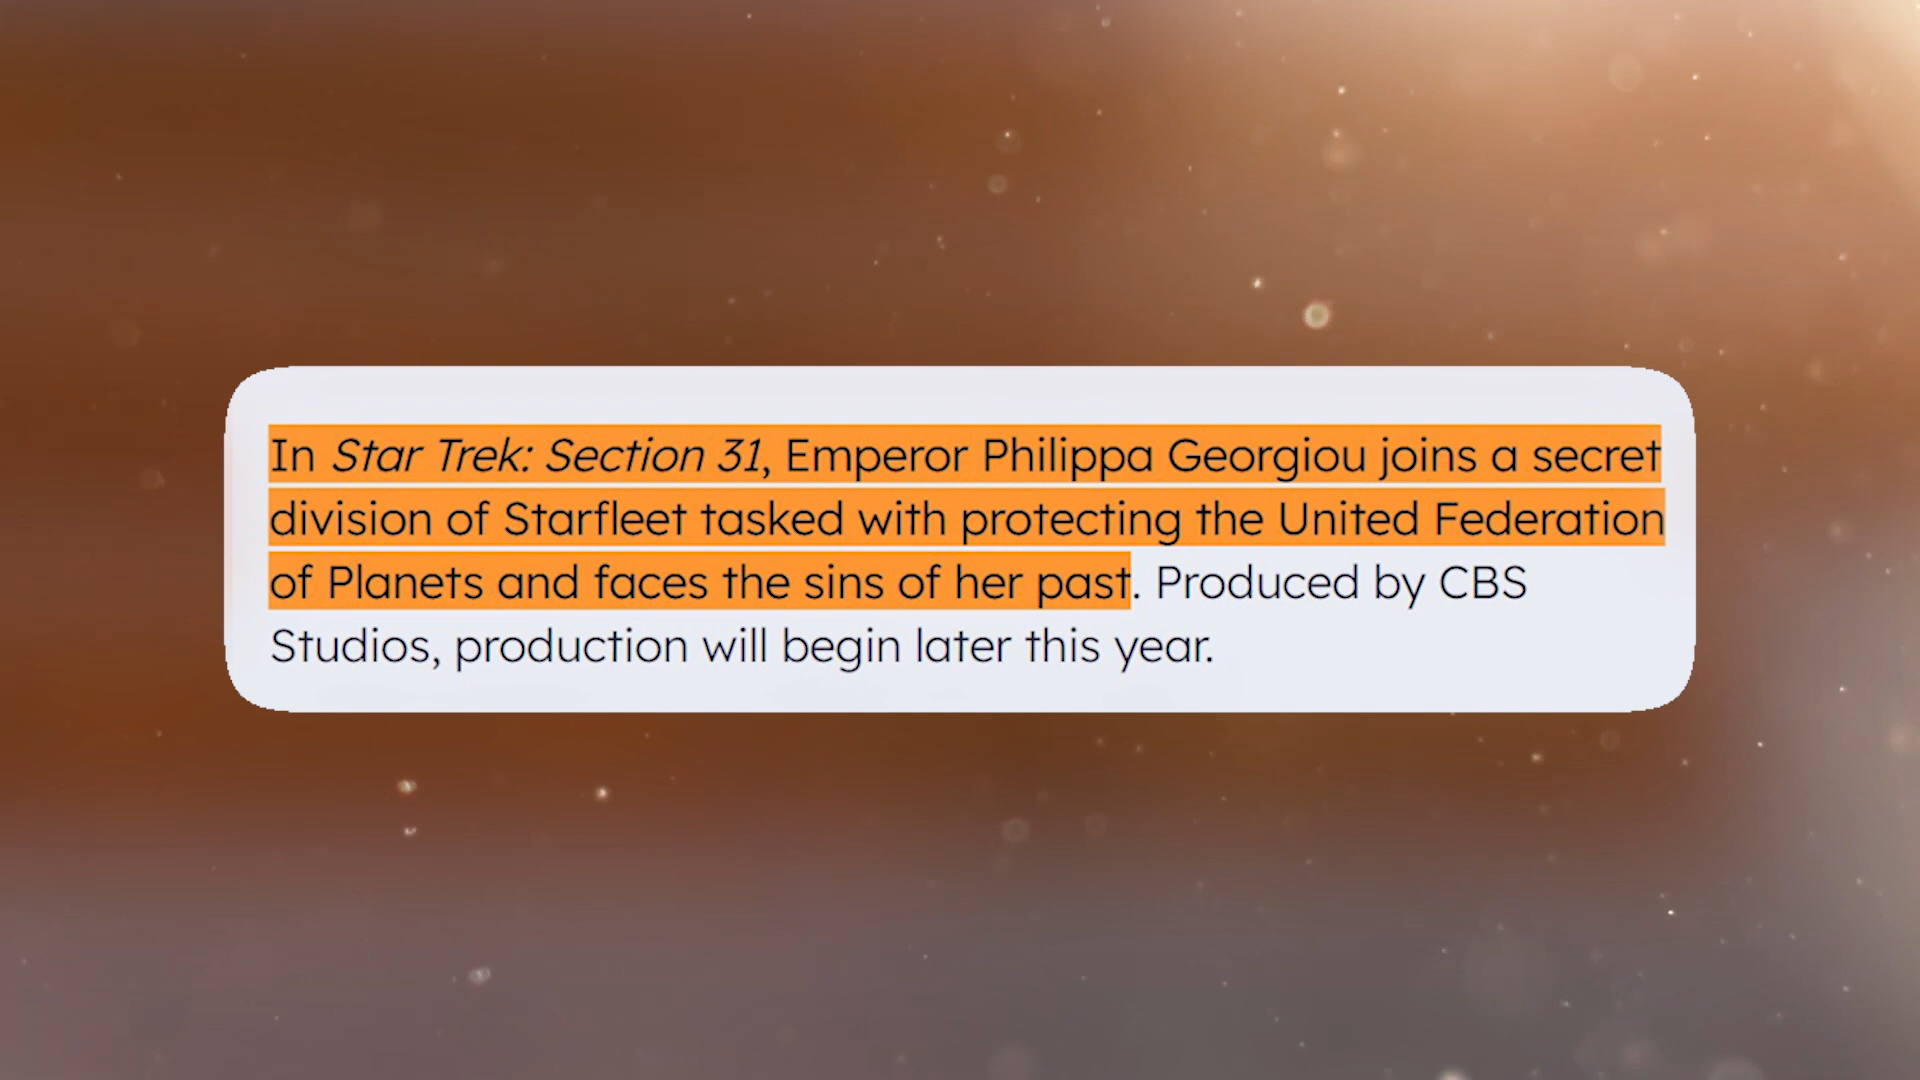 In Star Trek: Section 31, Emperor Philippa Georgiou joins a secret
division of Starfleet tasked with protecting the United Federation
of Planets and faces the sins of her past. Produced by CBS
Studios, production will begin later this year.